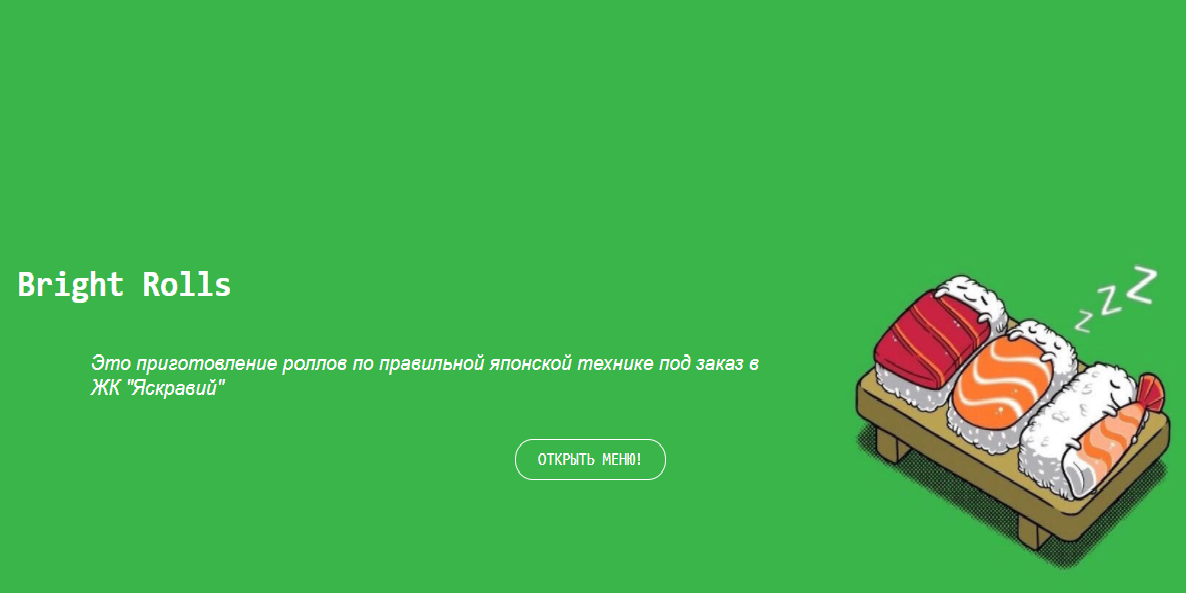 Bright Rolls
Z
Z
Z
Это приготовление роллов по правильной японской технике под заказ в
ЖК "Яскравий"
ОТКРЫТЬ МЕНЮ!